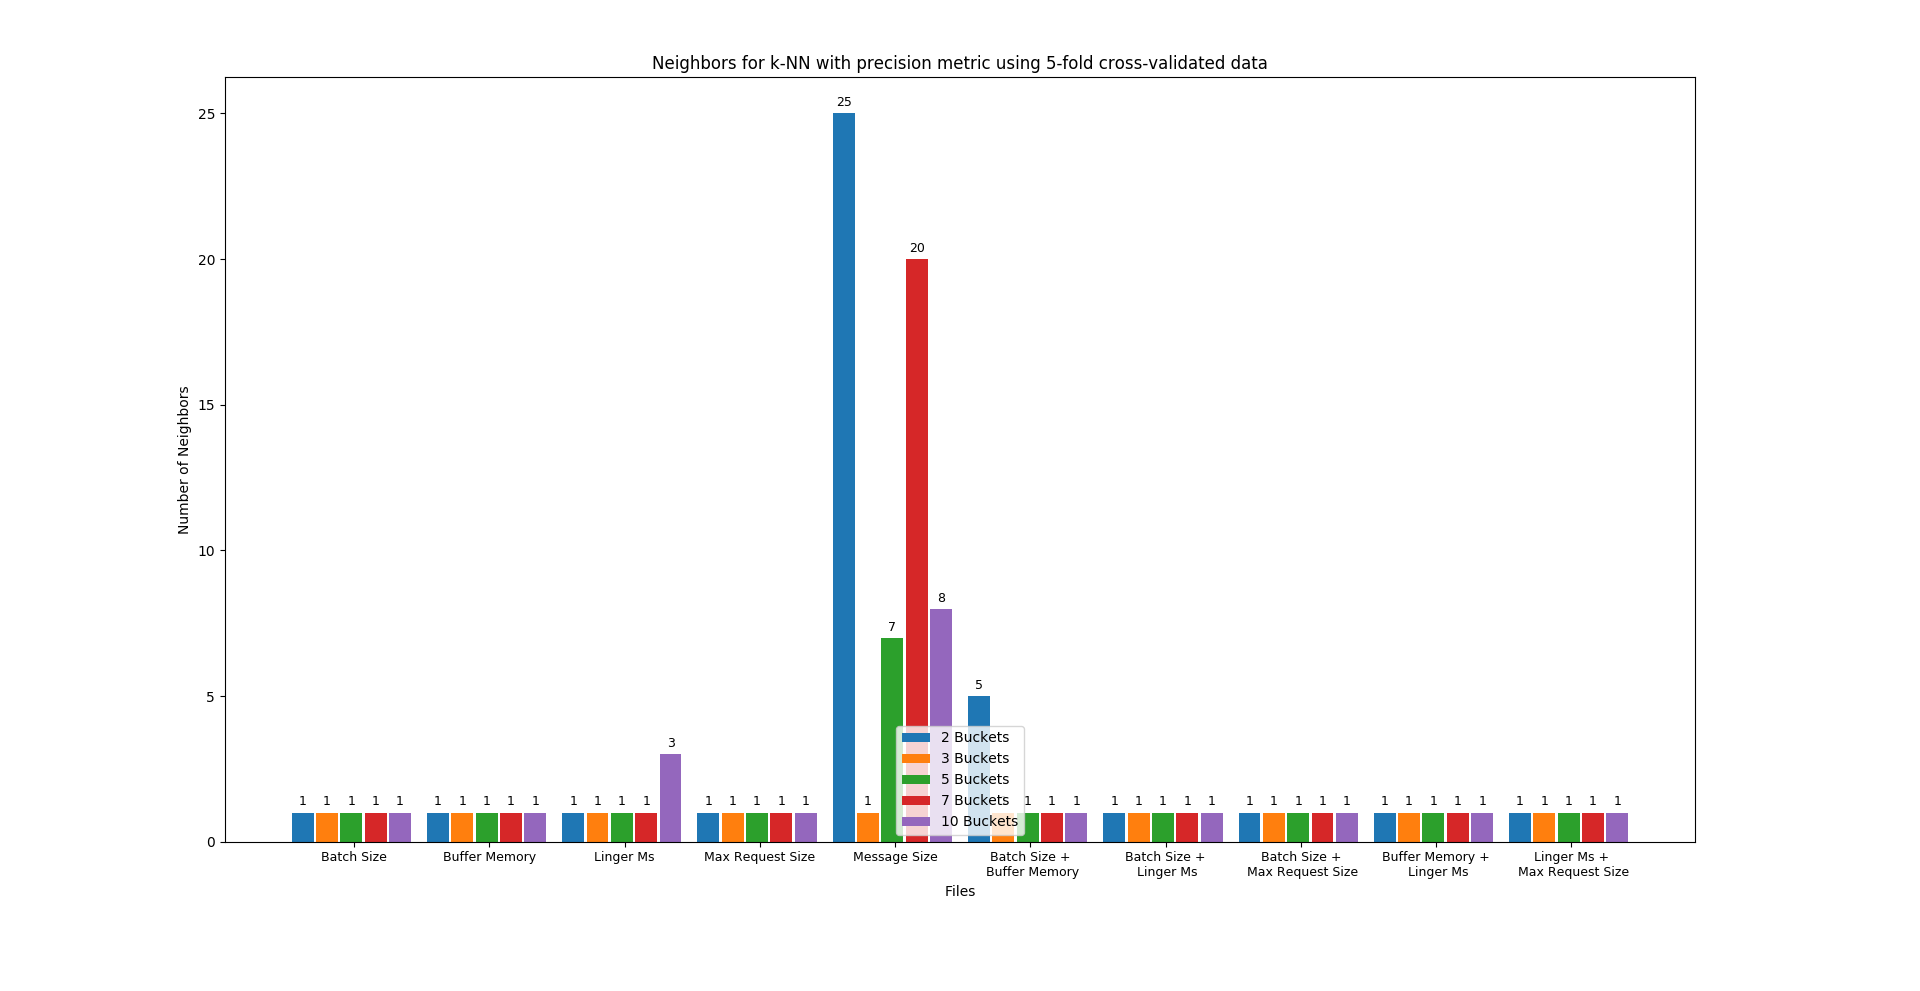 Neighbors for k-NN with precision metric using 5-fold cross-validated data
Number of Neighbors
25
20
15
10
5
0
1 1 1 1 1
1 1 1 1 1
1 1 1 1 3
1 1 1 1 1
25 1 7 20 8
5 1 1 1
1 1 1 1 1
1 1 1 1 1
1 1 1 1 1
1 1 1 1 1
2 Buckets
3 Buckets
5 Buckets
7 Buckets
10 Buckets
Batch Size
Buffer Memory
Linger Ms
Max Request Size
Message Size
Batch Size +
Buffer Memory
Batch Size +
Linger Ms
Batch Size +
Max Request Size
Buffer Memory +
Linger Ms
Linger Ms +
Max Request Size
Files